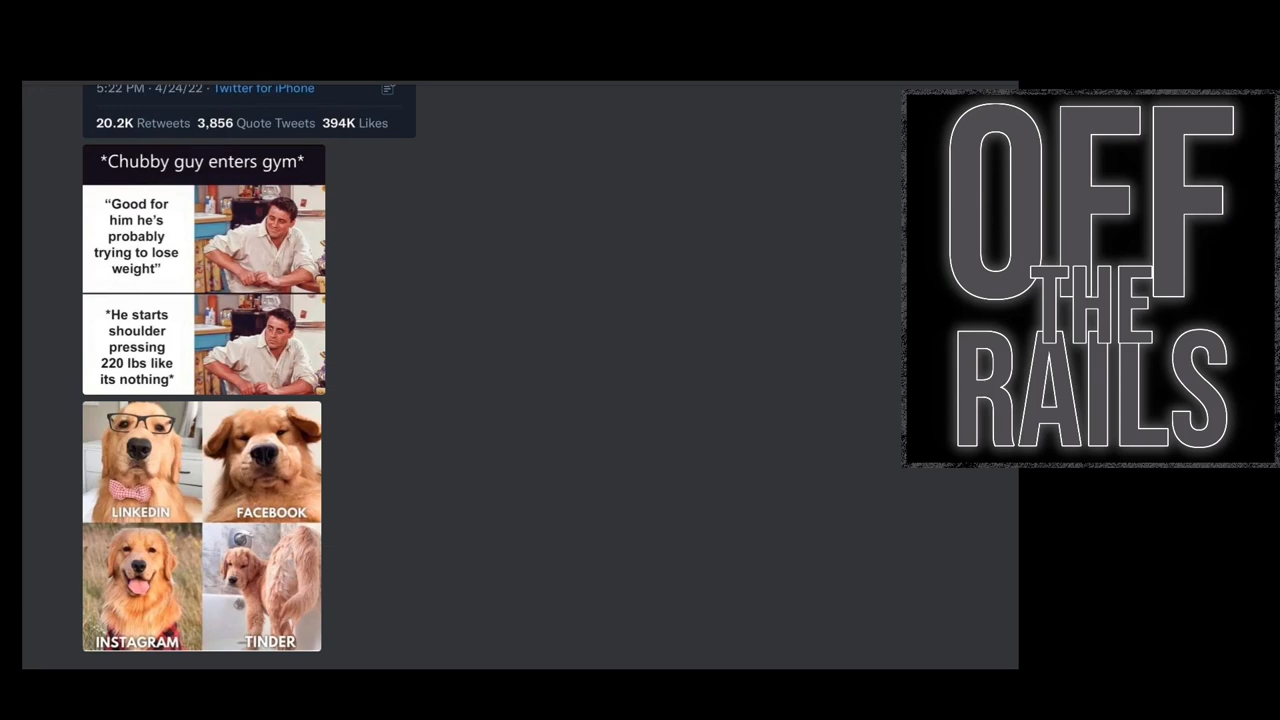 5:22 PM · 4/24/22 · Twitter for iPhone
20.2K Retweets 3,856 Quote Tweets 394K Likes
*Chubby guy enters gym*
“Good for
him he’s
probably
trying to lose
weight”
*He starts
shoulder
pressing
220 lbs like
its nothing*
LINKEDIN
FACEBOOK
INSTAGRAM
TINDER
OFF
THE
RAILS